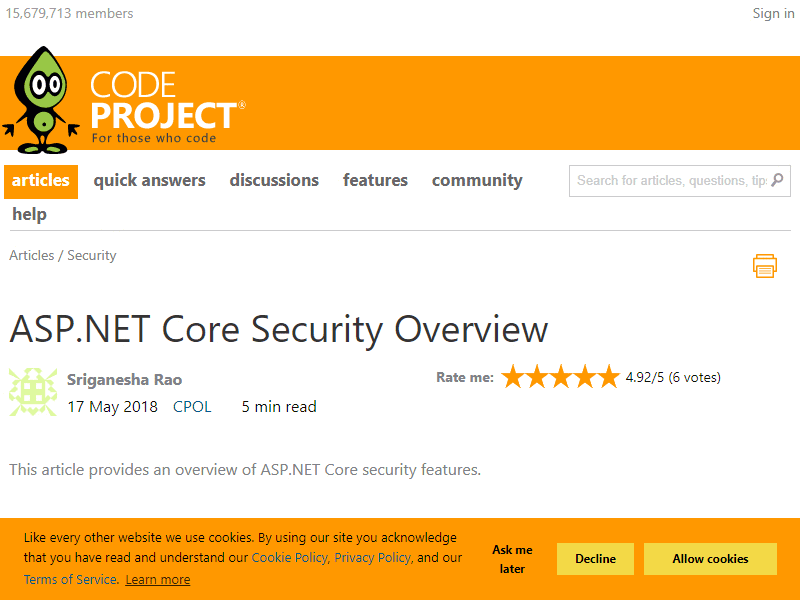 15,679,713 members
Sign in
CODE
PROJECT®
For those who code
articles quick answers discussions features community
Search for articles, questions, tip
help
Articles / Security
ASP.NET Core Security Overview
Sriganesha Rao
Rate me: 4.92/5 (6 votes)
17 May 2018 CPOL 5 min read
This article provides an overview of ASP.NET Core security features.
Like every other website we use cookies. By using our site you acknowledge
that you have read and understand our Cookie Policy, Privacy Policy, and our
Terms of Service. Learn more
Ask me
later
Decline
Allow cookies